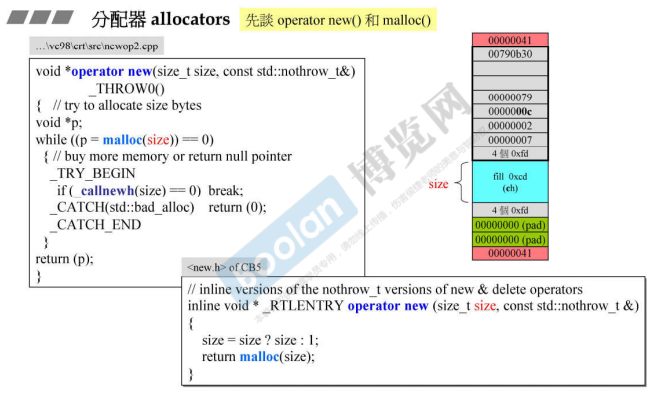 分配器 allocators 先談 operator new() 和 malloc()
…\vc98\crt\src\newop2.cpp
void *operator new(size_t size, const std::nothrow_t&)
_THROW0()
{ // try to allocate size bytes
void *p;
while ((p = malloc(size)) == 0)
{ // buy more memory or return null pointer
_TRY_BEGIN
if (_callnewh(size) == 0) break;
_CATCH(std::bad_alloc) return (0);
_CATCH_END
}
return (p);
}
00000041
00790b30
00000079
0000000c
00000002
00000007
4 個 0xfd
size
fill 0xcd
(ch)
4 個 0xfd
00000000 (pad)
00000000 (pad)
00000041
<new.h> of CB5
// inline versions of the nothrow_t versions of new & delete operators
inline void * _RTLENTRY operator new (size_t size, const std::nothrow_t &)
{
size = size ? size : 1;
return malloc(size);
}
boolan 博览网